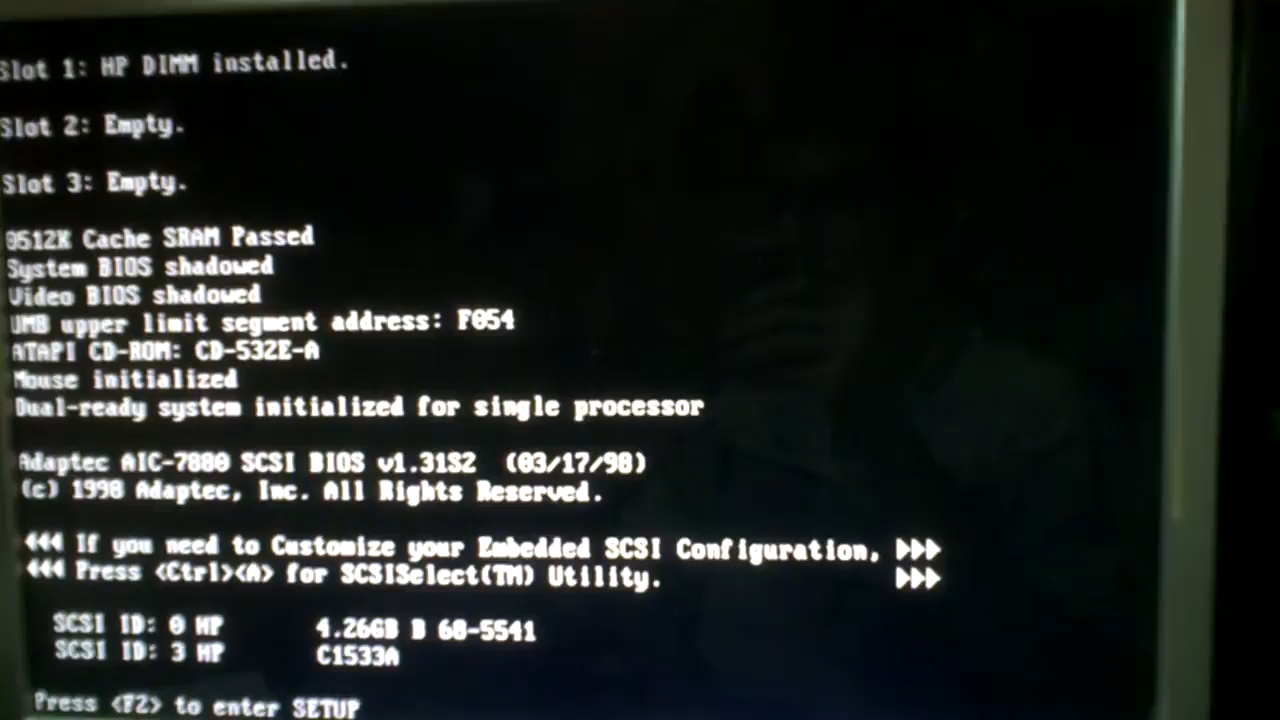 Slot 1: HP DIMM installed.
Slot 2: Empty.
Slot 3: Empty.
0512K Cache SRAM Passed
System BIOS shadowed
Video BIOS shadowed
UMB upper limit segment address: F054
ATAPI CD-ROM: CD-532E-A
Mouse initialized
Dual-ready system initialized for single processor
Adaptec AIC-7880 SCSI BIOS v1.31S2 (03/17/98)
(c) 1998 Adaptec, Inc. All Rights Reserved.
◄◄◄ If you need to Customize your Embedded SCSI Configuration, ►►►
◄◄◄ Press <Ctrl><A> for SCSISelect(TM) Utility. ►►►
SCSI ID: 0 HP 4.26GB B 68-5541
SCSI ID: 3 HP C1533A
Press <F2> to enter SETUP